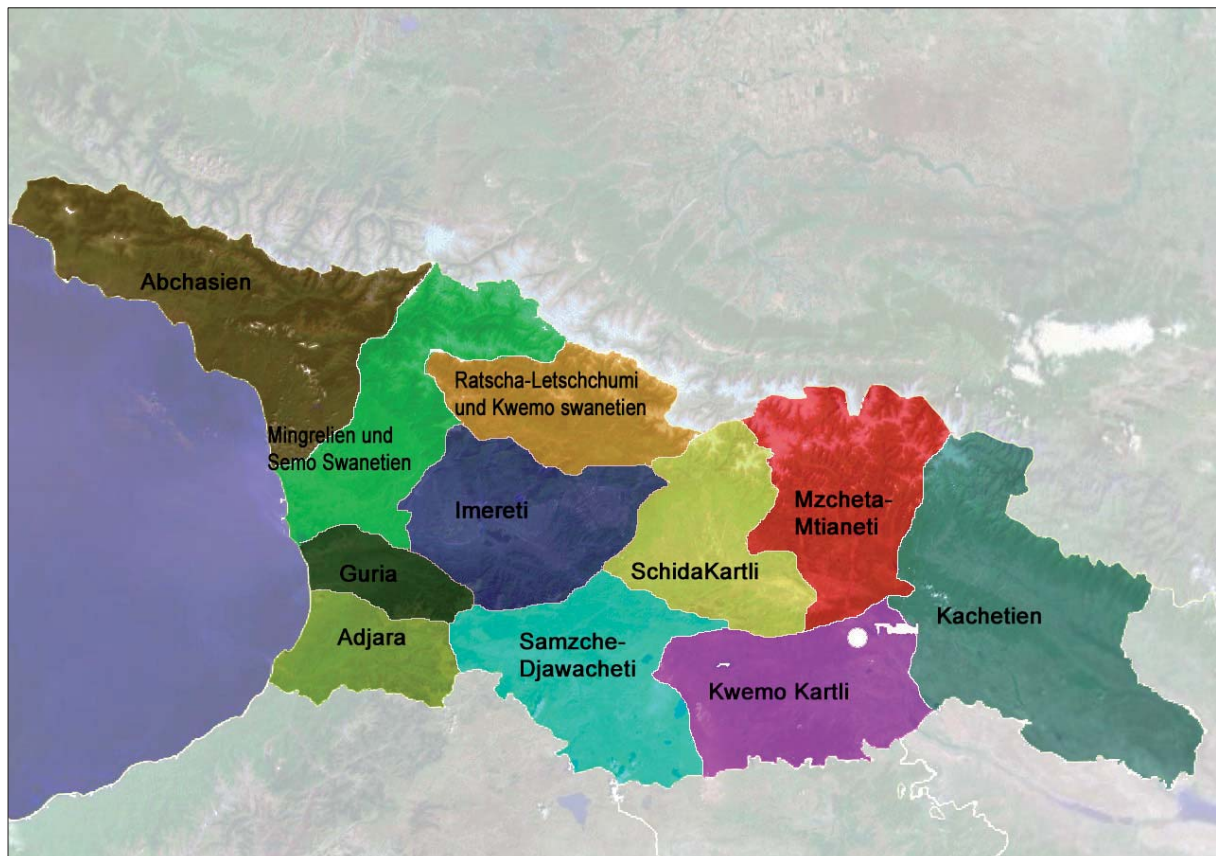 Abchasien
Ratscha-Letschchumi
und Kwemo swanetien
Mingrelien und
Semo Swanetien
Imereti
Mzcheta-
Mtianeti
SchidaKartli
Guria
Kachetien
Adjara
Samzche-
Djawacheti
Kwemo Kartli